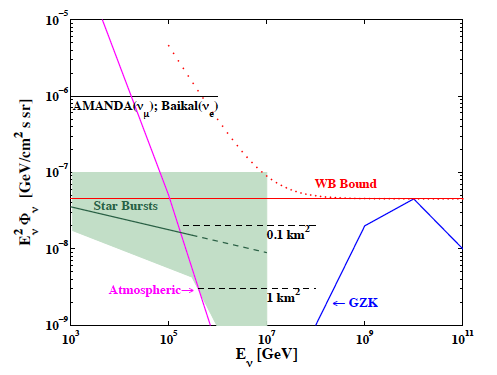 10^-5
10^-6
AMANDA(ν_μ); Baikal(ν_e)
10^-7
WB Bound
Star Bursts
0.1 km^2
10^-8
Atmospheric→
1 km^2
← GZK
10^-9
10^3 10^5 10^7 10^9 10^11
E_ν [GeV]
E_ν^2 Φ_ν [GeV/cm^2 s sr]